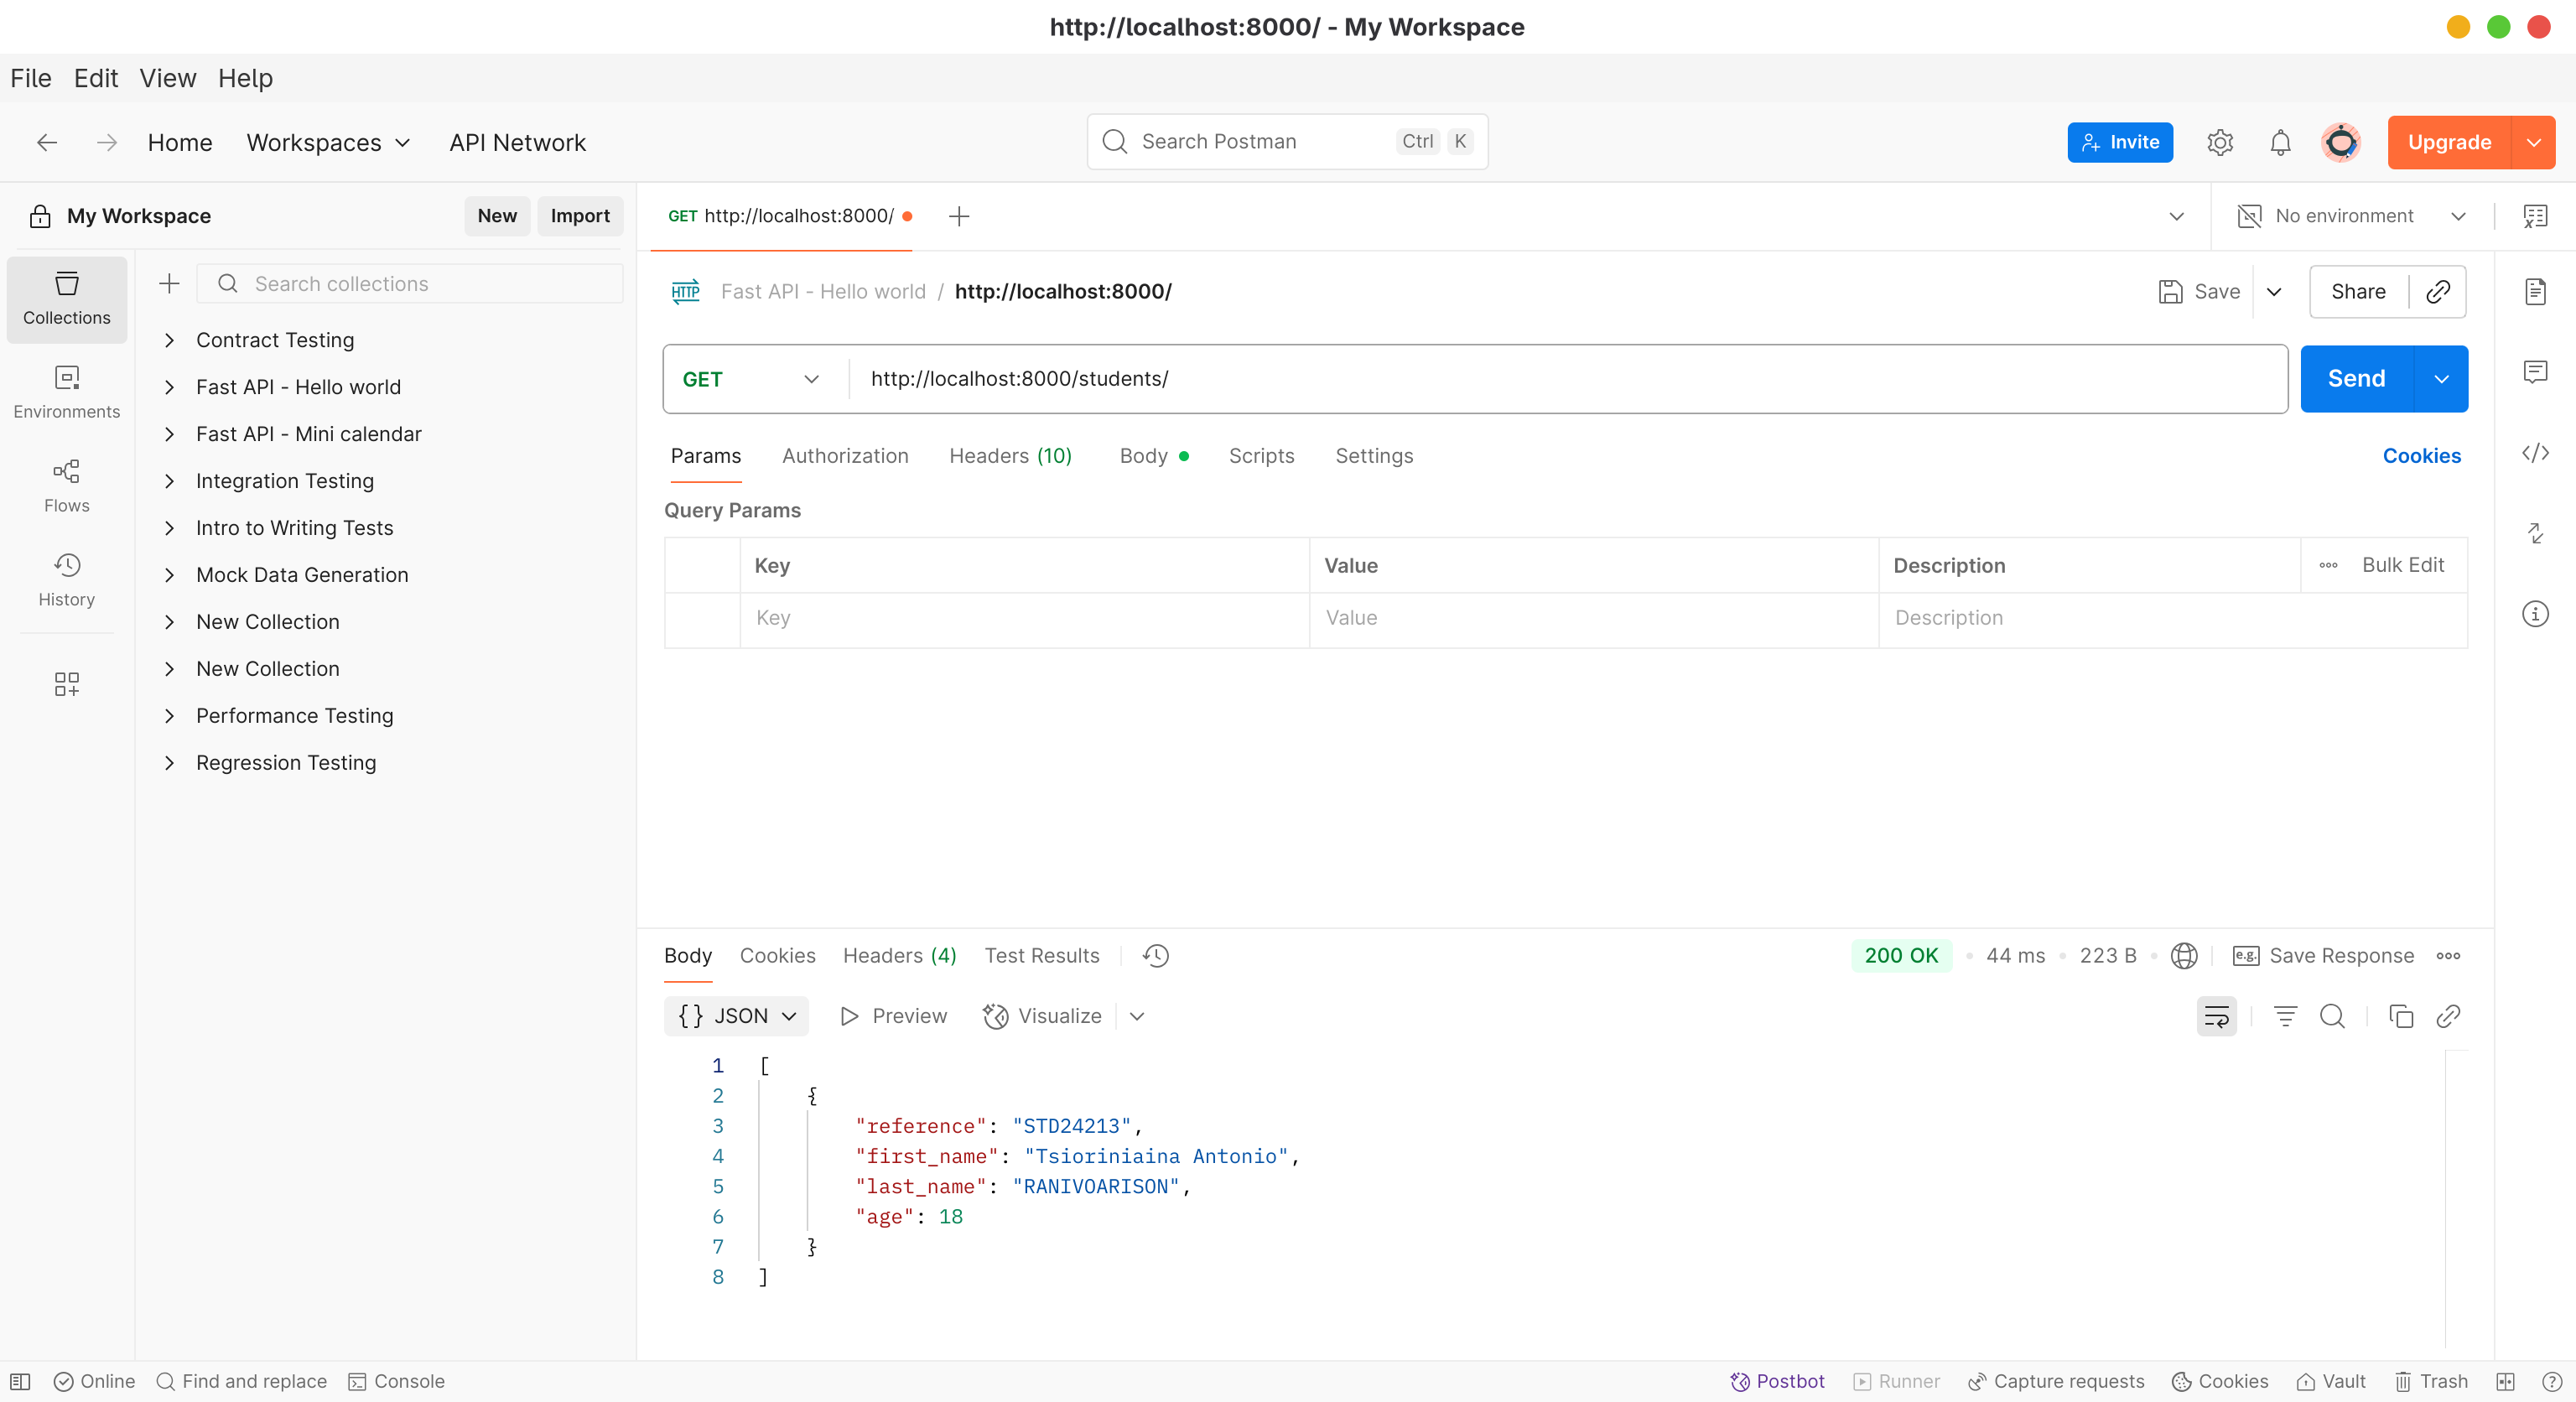 http://localhost:8000/ - My Workspace
File Edit View Help
Home Workspaces API Network
Search Postman Ctrl K
Invite
Upgrade
My Workspace
New Import
GET http://localhost:8000/
No environment
Collections
Environments
Flows
History
Search collections
Contract Testing
Fast API - Hello world
Fast API - Mini calendar
Integration Testing
Intro to Writing Tests
Mock Data Generation
New Collection
New Collection
Performance Testing
Regression Testing
HTTP Fast API - Hello world / http://localhost:8000/
Save
Share
GET http://localhost:8000/students/
Send
Params Authorization Headers (10) Body Scripts Settings
Cookies
Query Params
Key Value Description Bulk Edit
Key Value Description
Body Cookies Headers (4) Test Results
200 OK 44 ms 223 B e.g. Save Response
{} JSON Preview Visualize
1 [
2 {
3 "reference": "STD24213",
4 "first_name": "Tsioriniaina Antonio",
5 "last_name": "RANIVOARISON",
6 "age": 18
7 }
8 ]
Online Find and replace Console
Postbot Runner Capture requests Cookies Vault Trash